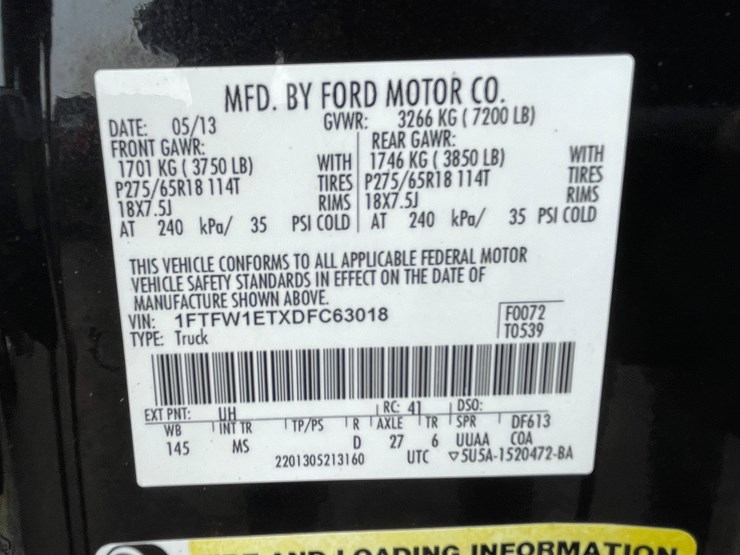 MFD. BY FORD MOTOR CO.
DATE: 05/13 GVWR: 3266 KG ( 7200 LB)
FRONT GAWR: REAR GAWR:
1701 KG ( 3750 LB) WITH 1746 KG ( 3850 LB) WITH
P275/65R18 114T TIRES P275/65R18 114T TIRES
18X7.5J RIMS 18X7.5J RIMS
AT 240 kPa/ 35 PSI COLD AT 240 kPa/ 35 PSI COLD
THIS VEHICLE CONFORMS TO ALL APPLICABLE FEDERAL MOTOR
VEHICLE SAFETY STANDARDS IN EFFECT ON THE DATE OF
MANUFACTURE SHOWN ABOVE.
VIN: 1FTFW1ETXDFC63018 F0072
TYPE: Truck T0539
EXT PNT: UH RC: 41 DSO:
WB INT TR TP/PS R AXLE TR SPR DF613
145 MS D 27 6 UUAA COA
2201305213160 UTC ▽5U5A-1520472-BA
AND LOADING INFORMATION